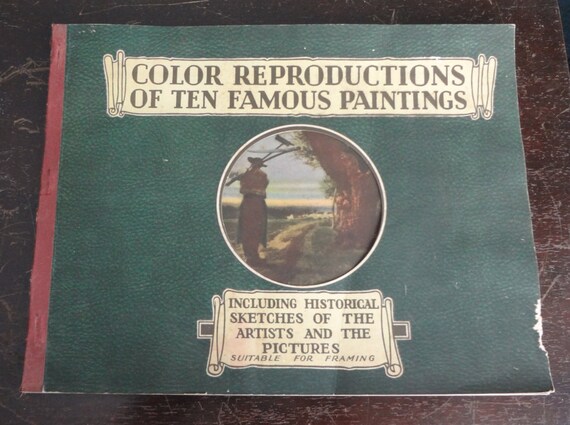 COLOR REPRODUCTIONS
OF TEN FAMOUS PAINTINGS
INCLUDING HISTORICAL
SKETCHES OF THE
ARTISTS AND THE
PICTURES
SUITABLE FOR FRAMING